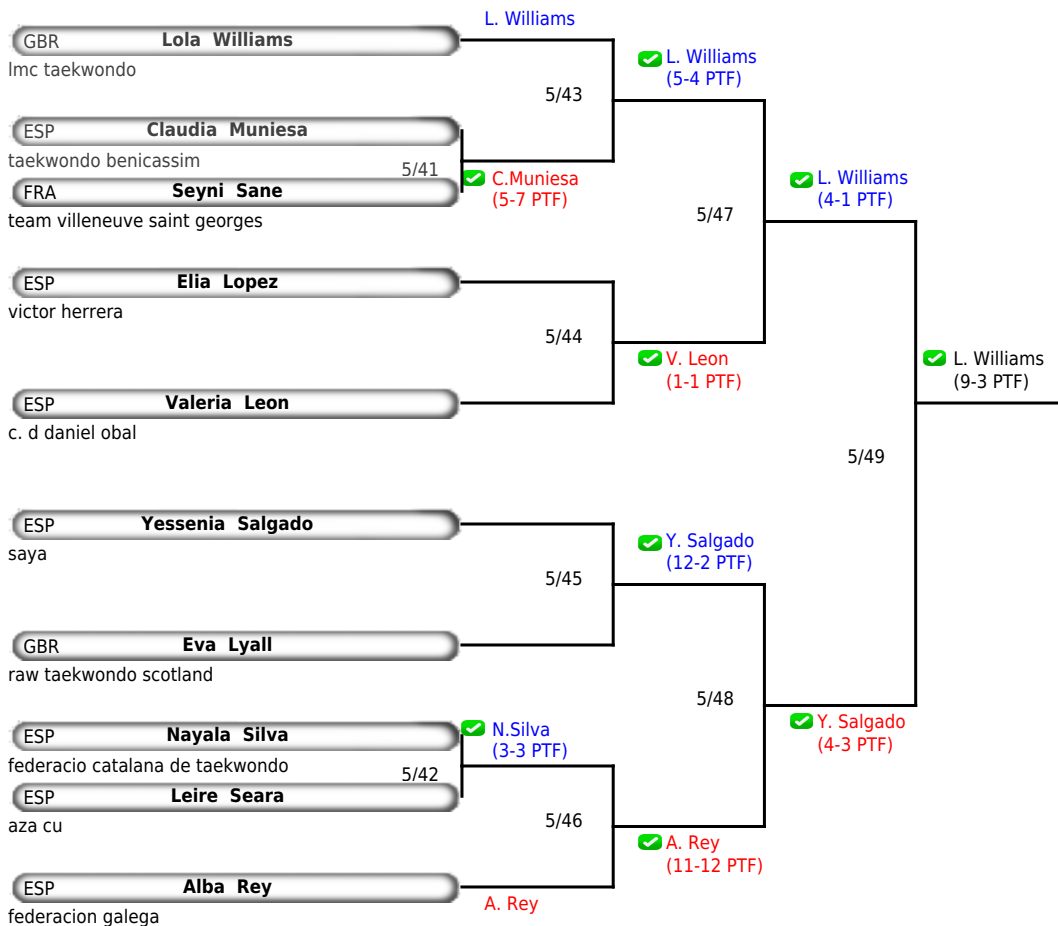 L. Williams
GBR Lola Williams
lmc taekwondo
L. Williams
(5-4 PTF)
5/43
ESP Claudia Muniesa
taekwondo benicassim
5/41
C.Muniesa
(5-7 PTF)
FRA Seyni Sane
team villeneuve saint georges
L. Williams
(4-1 PTF)
5/47
ESP Elia Lopez
victor herrera
5/44
V. Leon
(1-1 PTF)
L. Williams
(9-3 PTF)
ESP Valeria Leon
c. d daniel obal
5/49
ESP Yessenia Salgado
saya
Y. Salgado
(12-2 PTF)
5/45
GBR Eva Lyall
raw taekwondo scotland
5/48
Y. Salgado
(4-3 PTF)
ESP Nayala Silva
federacio catalana de taekwondo
N.Silva
(3-3 PTF)
5/42
ESP Leire Seara
aza cu
5/46
A. Rey
(11-12 PTF)
ESP Alba Rey
federacion galega
A. Rey